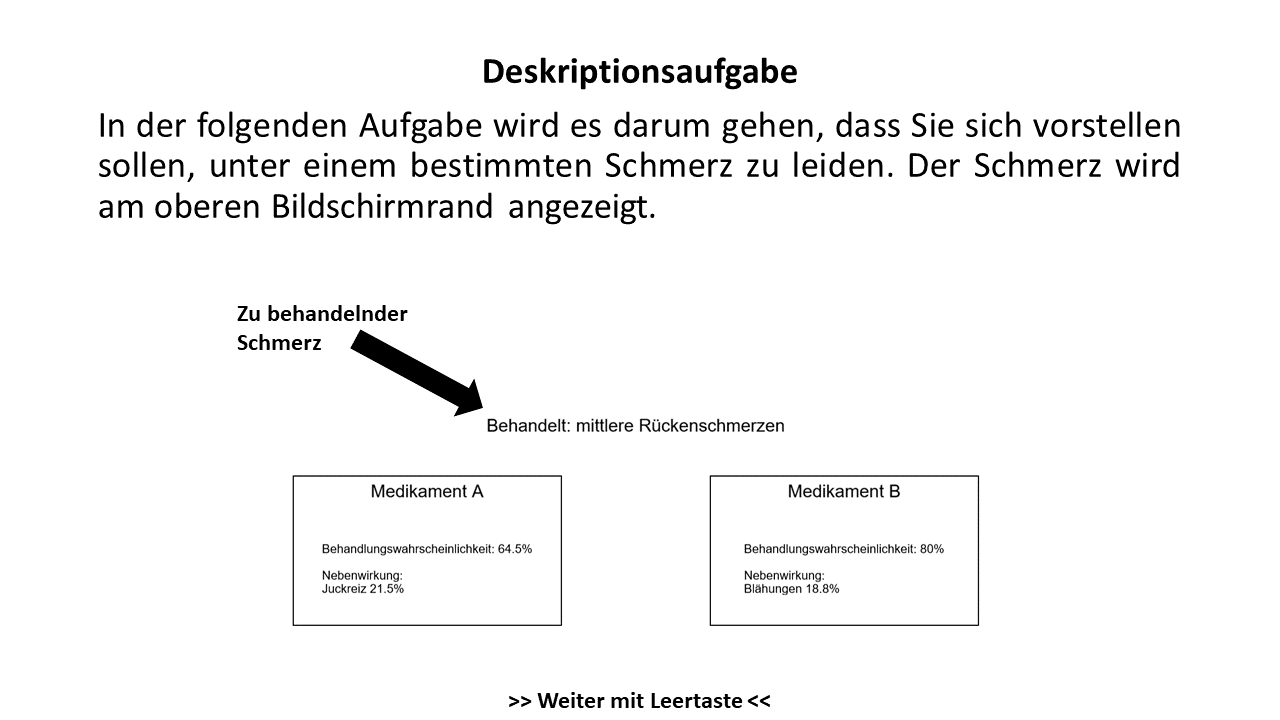 Deskriptionsaufgabe
In der folgenden Aufgabe wird es darum gehen, dass Sie sich vorstellen
sollen, unter einem bestimmten Schmerz zu leiden. Der Schmerz wird
am oberen Bildschirmrand angezeigt.
Zu behandelnder
Schmerz
Behandelt: mittlere Rückenschmerzen
Medikament A
Behandlungswahrscheinlichkeit: 64.5%
Nebenwirkung:
Juckreiz 21.5%
Medikament B
Behandlungswahrscheinlichkeit: 80%
Nebenwirkung:
Blähungen 18.8%
>> Weiter mit Leertaste <<